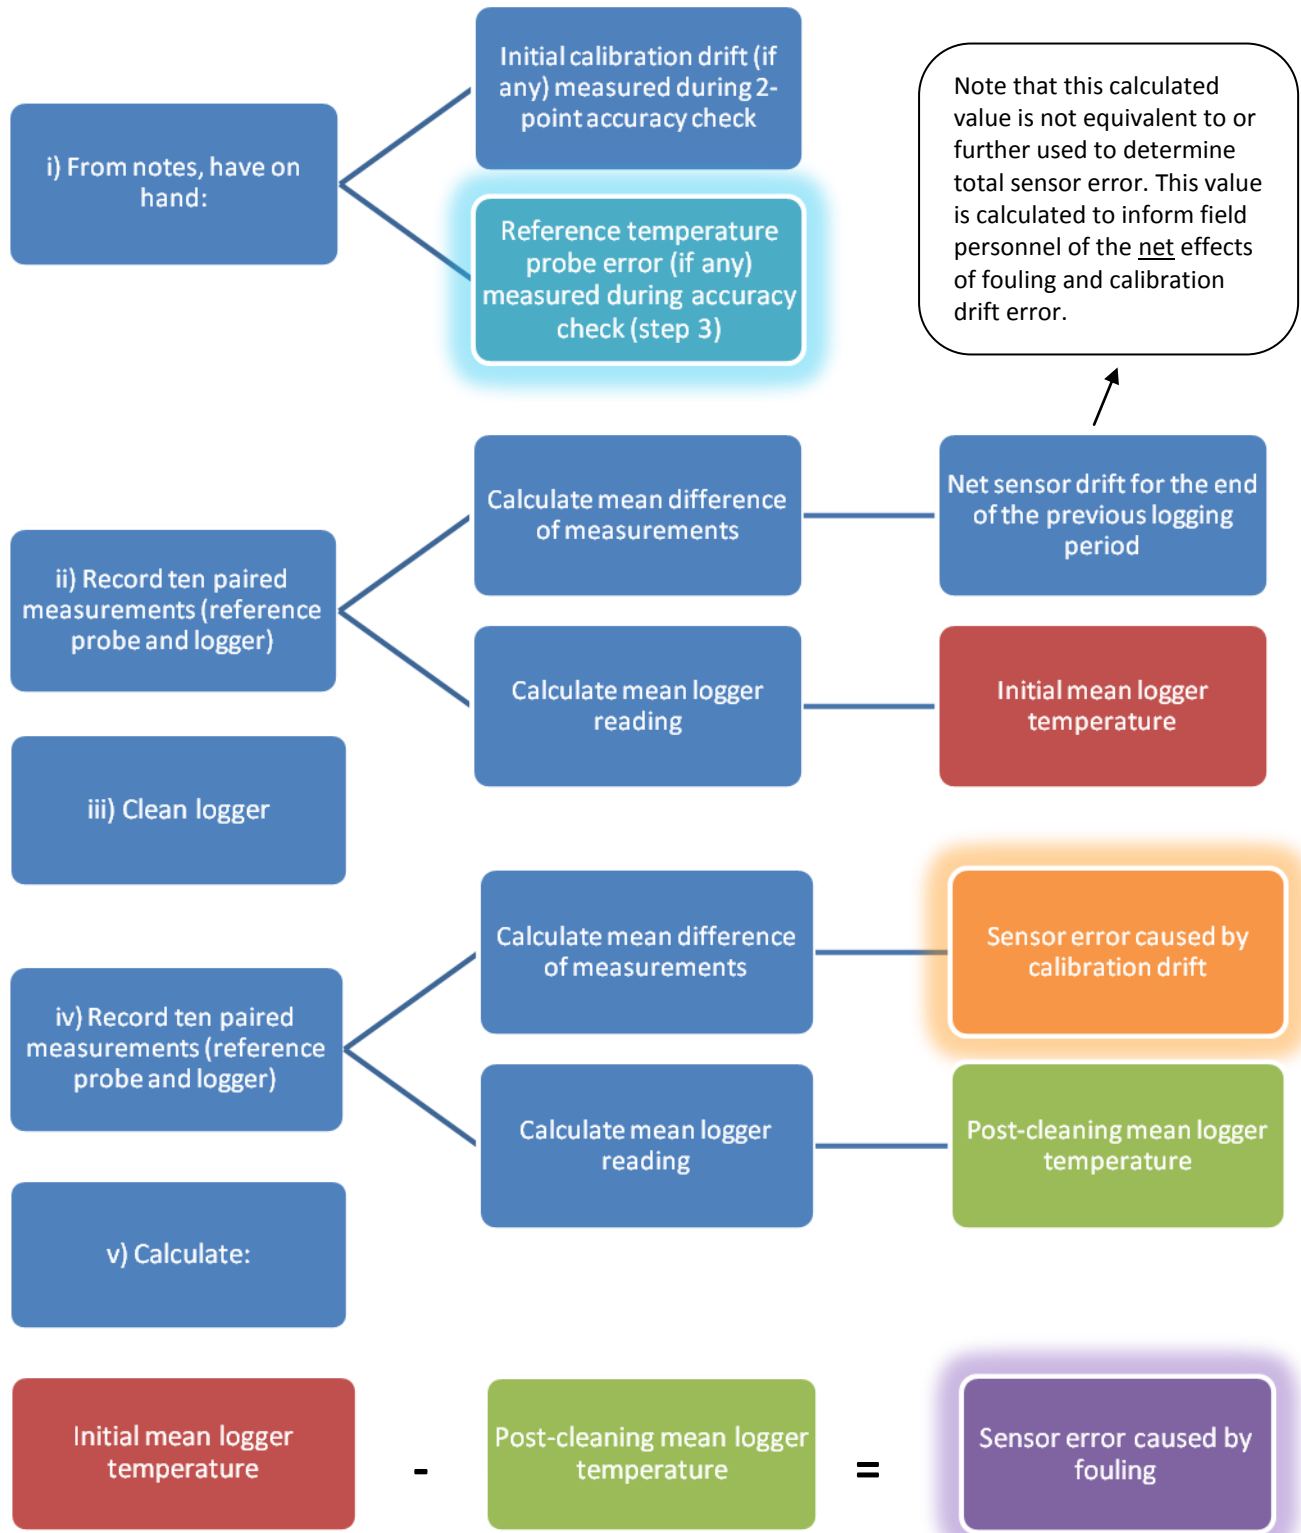 i) From notes, have on
hand:
Initial calibration drift (if
any) measured during 2-
point accuracy check
Reference temperature
probe error (if any)
measured during accuracy
check (step 3)
Note that this calculated
value is not equivalent to or
further used to determine
total sensor error. This value
is calculated to inform field
personnel of the net effects
of fouling and calibration
drift error.
ii) Record ten paired
measurements (reference
probe and logger)
Calculate mean difference
of measurements
Net sensor drift for the end
of the previous logging
period
Calculate mean logger
reading
Initial mean logger
temperature
iii) Clean logger
iv) Record ten paired
measurements (reference
probe and logger)
Calculate mean difference
of measurements
Sensor error caused by
calibration drift
Calculate mean logger
reading
Post-cleaning mean logger
temperature
v) Calculate:
Initial mean logger
temperature
-
Post-cleaning mean logger
temperature
=
Sensor error caused by
fouling